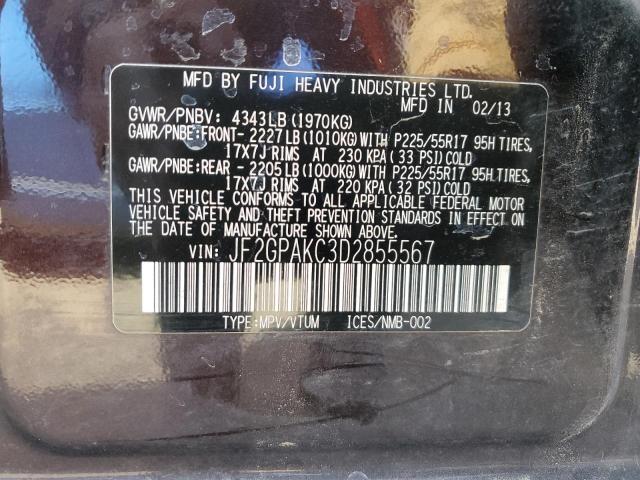 MFD BY FUJI HEAVY INDUSTRIES LTD.
MFD IN 02/13
GVWR/PNBV: 4343LB(1970KG)
GAWR/PNBE:FRONT- 2227LB(1010KG)WITH P225/55R17 95H TIRES,
17X7J RIMS AT 230 KPA(33 PSI)COLD
GAWR/PNBE:REAR - 2205LB(1000KG)WITH P225/55R17 95H TIRES,
17X7J RIMS AT 220 KPA(32 PSI)COLD
THIS VEHICLE CONFORMS TO ALL APPLICABLE FEDERAL MOTOR
VEHICLE SAFETY AND THEFT PREVENTION STANDARDS IN EFFECT ON
THE DATE OF MANUFACTURE SHOWN ABOVE.
VIN: JF2GPAKC3D2855567
TYPE:MPV/VTUM ICES/NMB-002